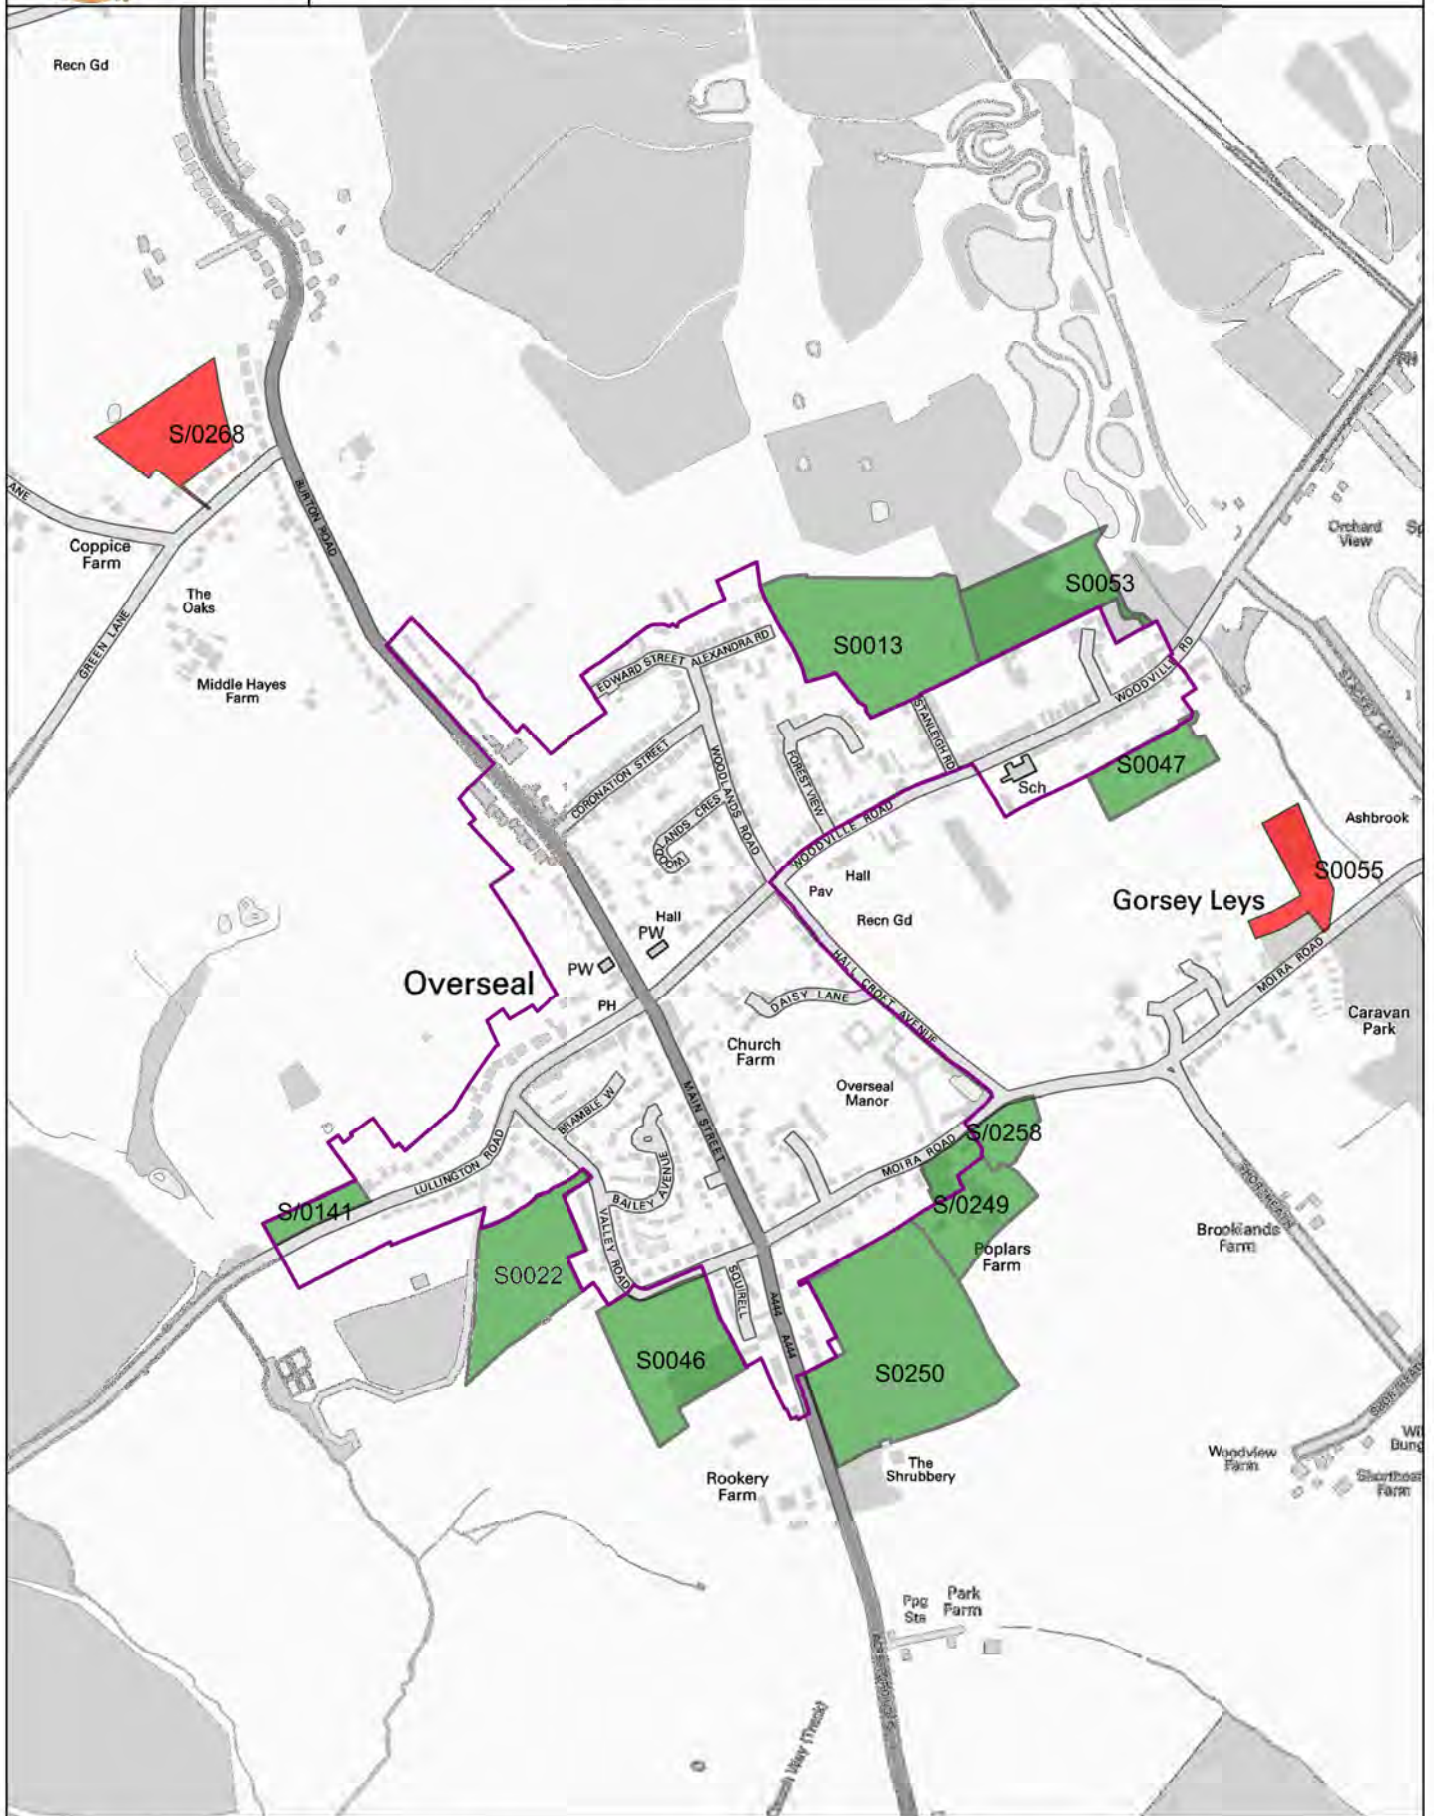 Recn Gd
S/0268
ANE
Coppice
Farm
The
Oaks
GREEN LANE
Middle Hayes
Farm
BURTON ROAD
Orchard
View
S0053
S0013
EDWARD STREET
ALEXANDRA RD
WOODVILLE RD
STANLEIGH RD
CORONATION STREET
WOODLANDS ROAD
FOREST VIEW
S0047
Sch
WOODLANDS CRES
WOODVILLE ROAD
Ashbrook
S0055
Hall
Pav
Gorsey Leys
Recn Gd
Hall
PW
PW
HALL CROFT AVENUE
MOIRA ROAD
Overseal
PH
DAISY LANE
Caravan
Park
Church
Farm
Overseal
Manor
BRAMBLE W
MAIN STREET
S/0258
MOIRA ROAD
LULLINGTON ROAD
BAILEY AVENUE
S/0141
S/0249
VALLEY ROAD
Brooklands
Farm
Poplars
Farm
S0022
SQUIRELL
A444
A444
S0046
S0250
Woodview
Farm
The
Shrubbery
Rookery
Farm
Ppg
Sta
Park
Farm